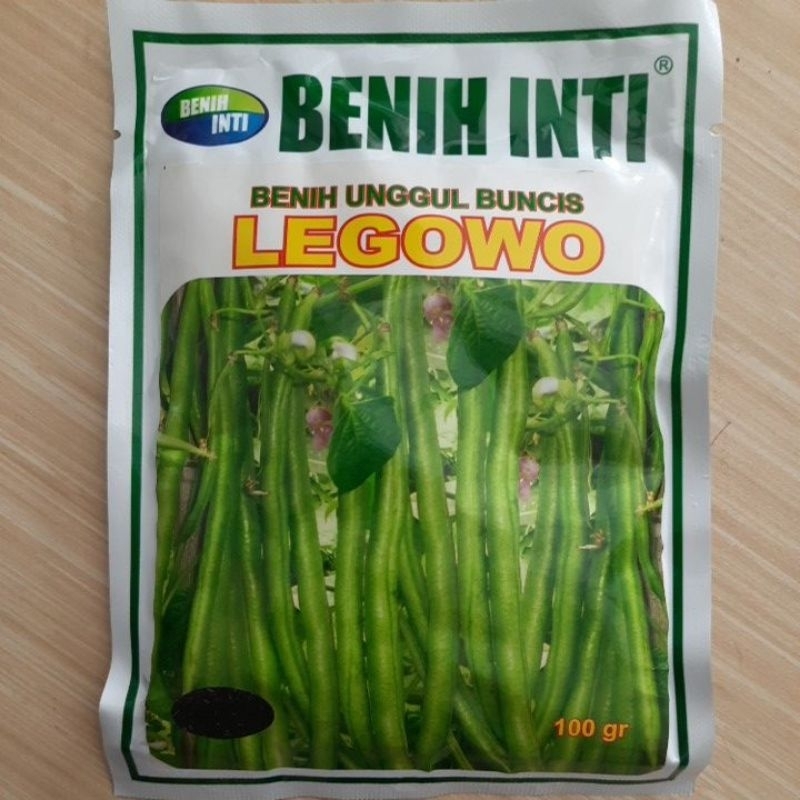 BENIH
INTI
BENIH INTI®
BENIH UNGGUL BUNCIS
LEGOWO
100 gr